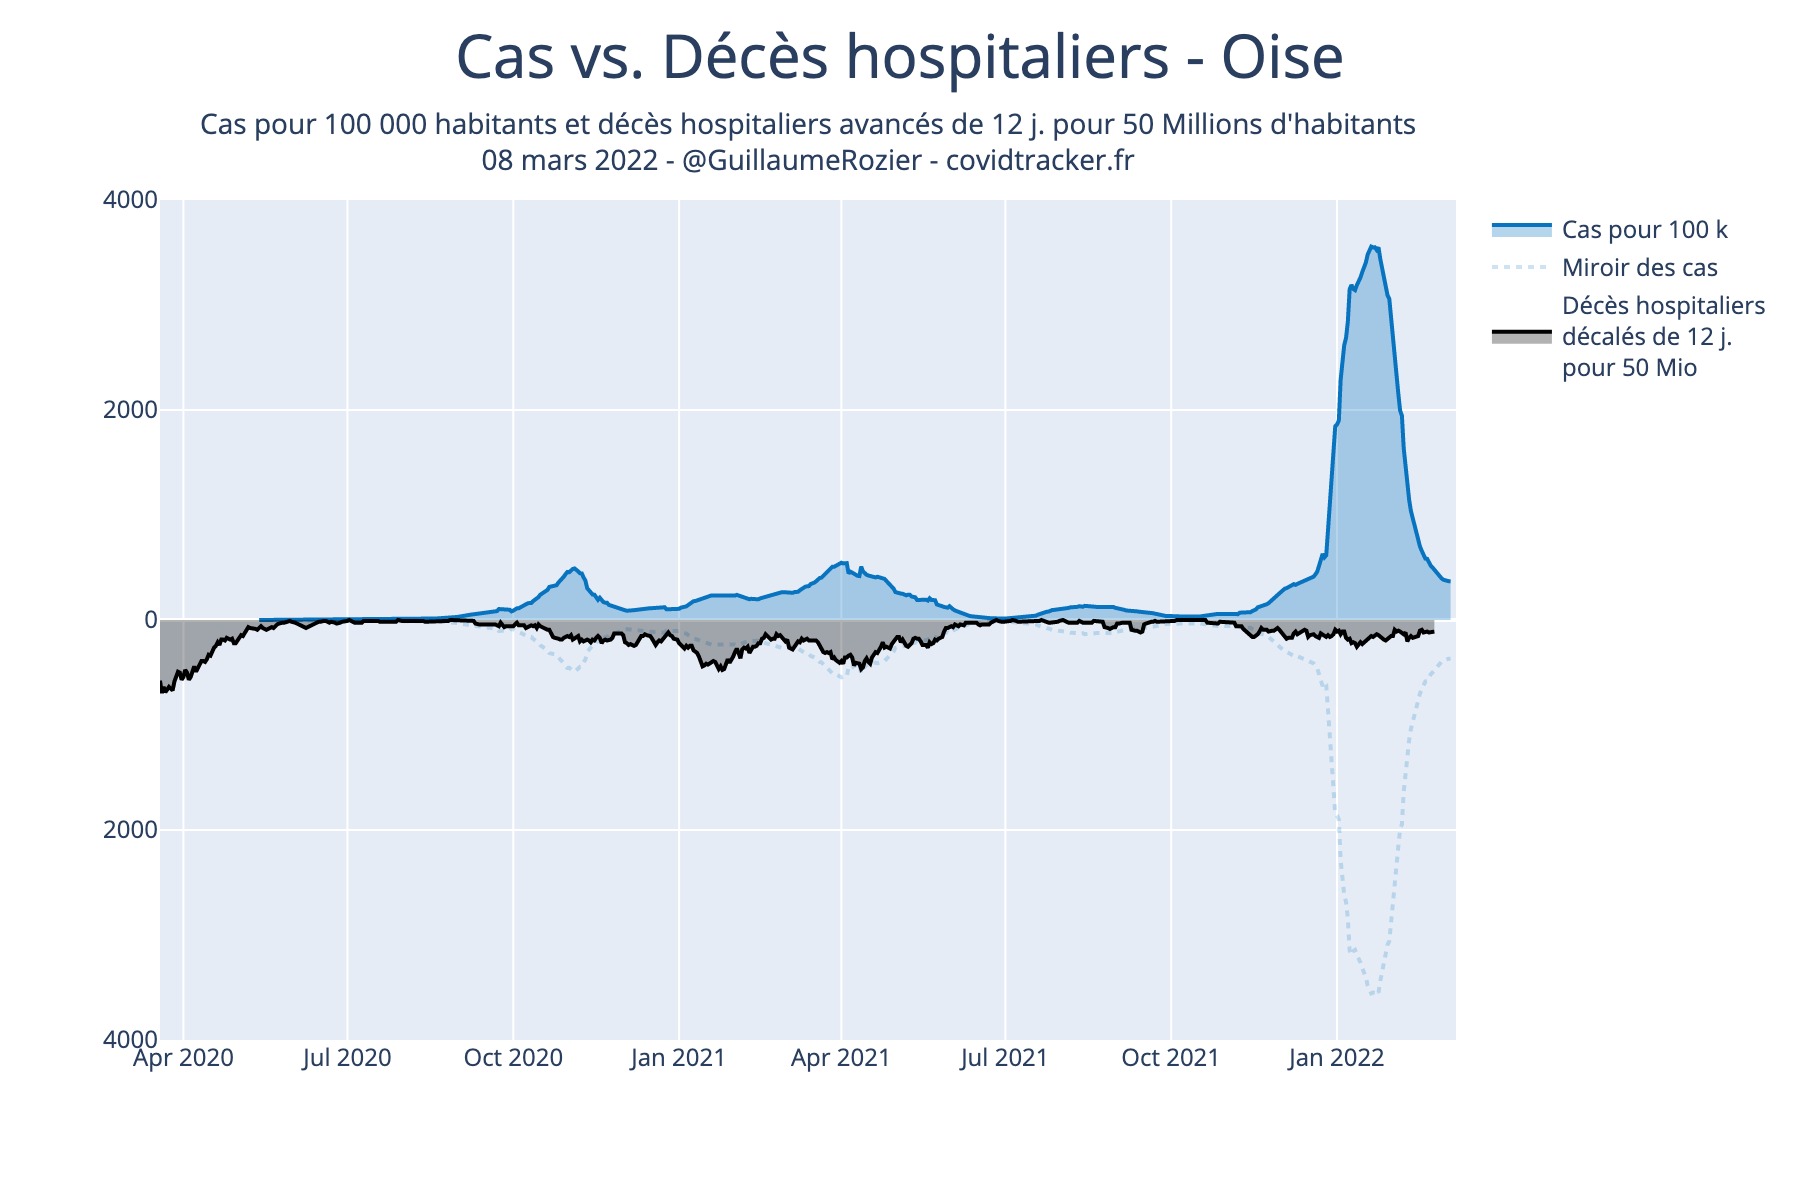 Cas vs. Décès hospitaliers - Oise
Cas pour 100 000 habitants et décès hospitaliers avancés de 12 j. pour 50 Millions d'habitants
08 mars 2022 - @GuillaumeRozier - covidtracker.fr
4000
2000
0
2000
4000
Apr 2020
Jul 2020
Oct 2020
Jan 2021
Apr 2021
Jul 2021
Oct 2021
Jan 2022
Cas pour 100 k
Miroir des cas
Décès hospitaliers
décalés de 12 j.
pour 50 Mio